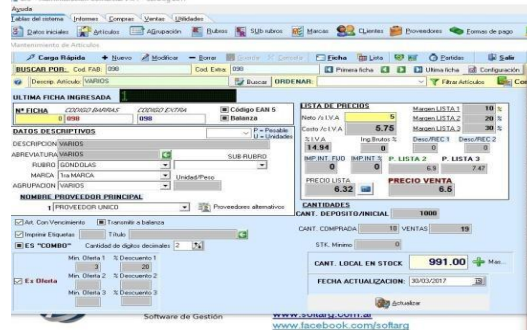 Ayuda
Tablas del sistema Informes Compras Ventas Utilidades
Datos iniciales Artículos AGrupación Rubros SUb rubros Marcas CLientes Proveedores Formas de pago
Mantenimiento de Artículos
Carga Rápida Nuevo Modificar Borrar Ficha Lista Partidas Salir
BUSCAR POR: Cod. FAB: 098 Cod. Extra 098 Primera ficha Ultima ficha Configuración
Descrip. Artículo: VARIOS Buscar ORDENAR: Filtrar Artículos
ULTIMA FICHA INGRESADA 1
Nº FICHA CODIGO BARRAS CODIGO EXTRA Código EAN 5
0 098 098 Balanza
DATOS DESCRIPTIVOS P = Pesable
U = Unidades
DESCRIPCION VARIOS
ABREVIATURA VARIOS SUB-RUBRO
RUBRO GONDOLAS
MARCA 1ra MARCA Unidad/Peso
AGRUPACION VARIOS
NOMBRE PROVEEDOR PRINCIPAL
1 PROVEEDOR UNICO Proveedores alternativos
Art. Con Vencimiento Transmitir a balanza
Imprimir Etiquetas Título
ES "COMBO" Cantidad de dígitos decimales 2
Min. Oferta 1 % Descuento 1
3 20
Ex Oferta
Min. Oferta 2 % Descuento 2
Min. Oferta 3 % Descuento 3
LISTA DE PRECIOS Margen LISTA 1 10 %
Neto /c I.V.A 5 Margen LISTA 2 20 %
Costo /c I.V.A 5.75 Margen LISTA 3 30 %
% I.V.A Ing.Brutos % Desc/REC 1 Desc/REC 2
14.94 0 0 0
IMP.INT. FIJO IMP.INT % P. LISTA 2 P. LISTA 3
0 0 6.9 7.47
PRECIO LISTA PRECIO VENTA
6.32 6.5
CANTIDADES
CANT. DEPOSITO/INICIAL 1000
CANT. COMPRADA 10 VENTAS 19
STK. Minimo 0
CANT. LOCAL EN STOCK 991.00 Mas...
FECHA ACTUALIZACION: 30/03/2017
Actualizar
Software de Gestión www.softarg.com.ar
www.facebook.com/softarg